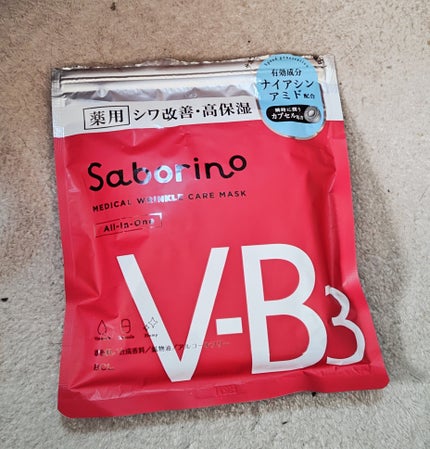 有効成分
ナイアシン
アミド配合
薬用 シワ改善・高保湿
カプセル
Saborino
MEDICAL WRINKLE CARE MASK
All-in-One
V-B3